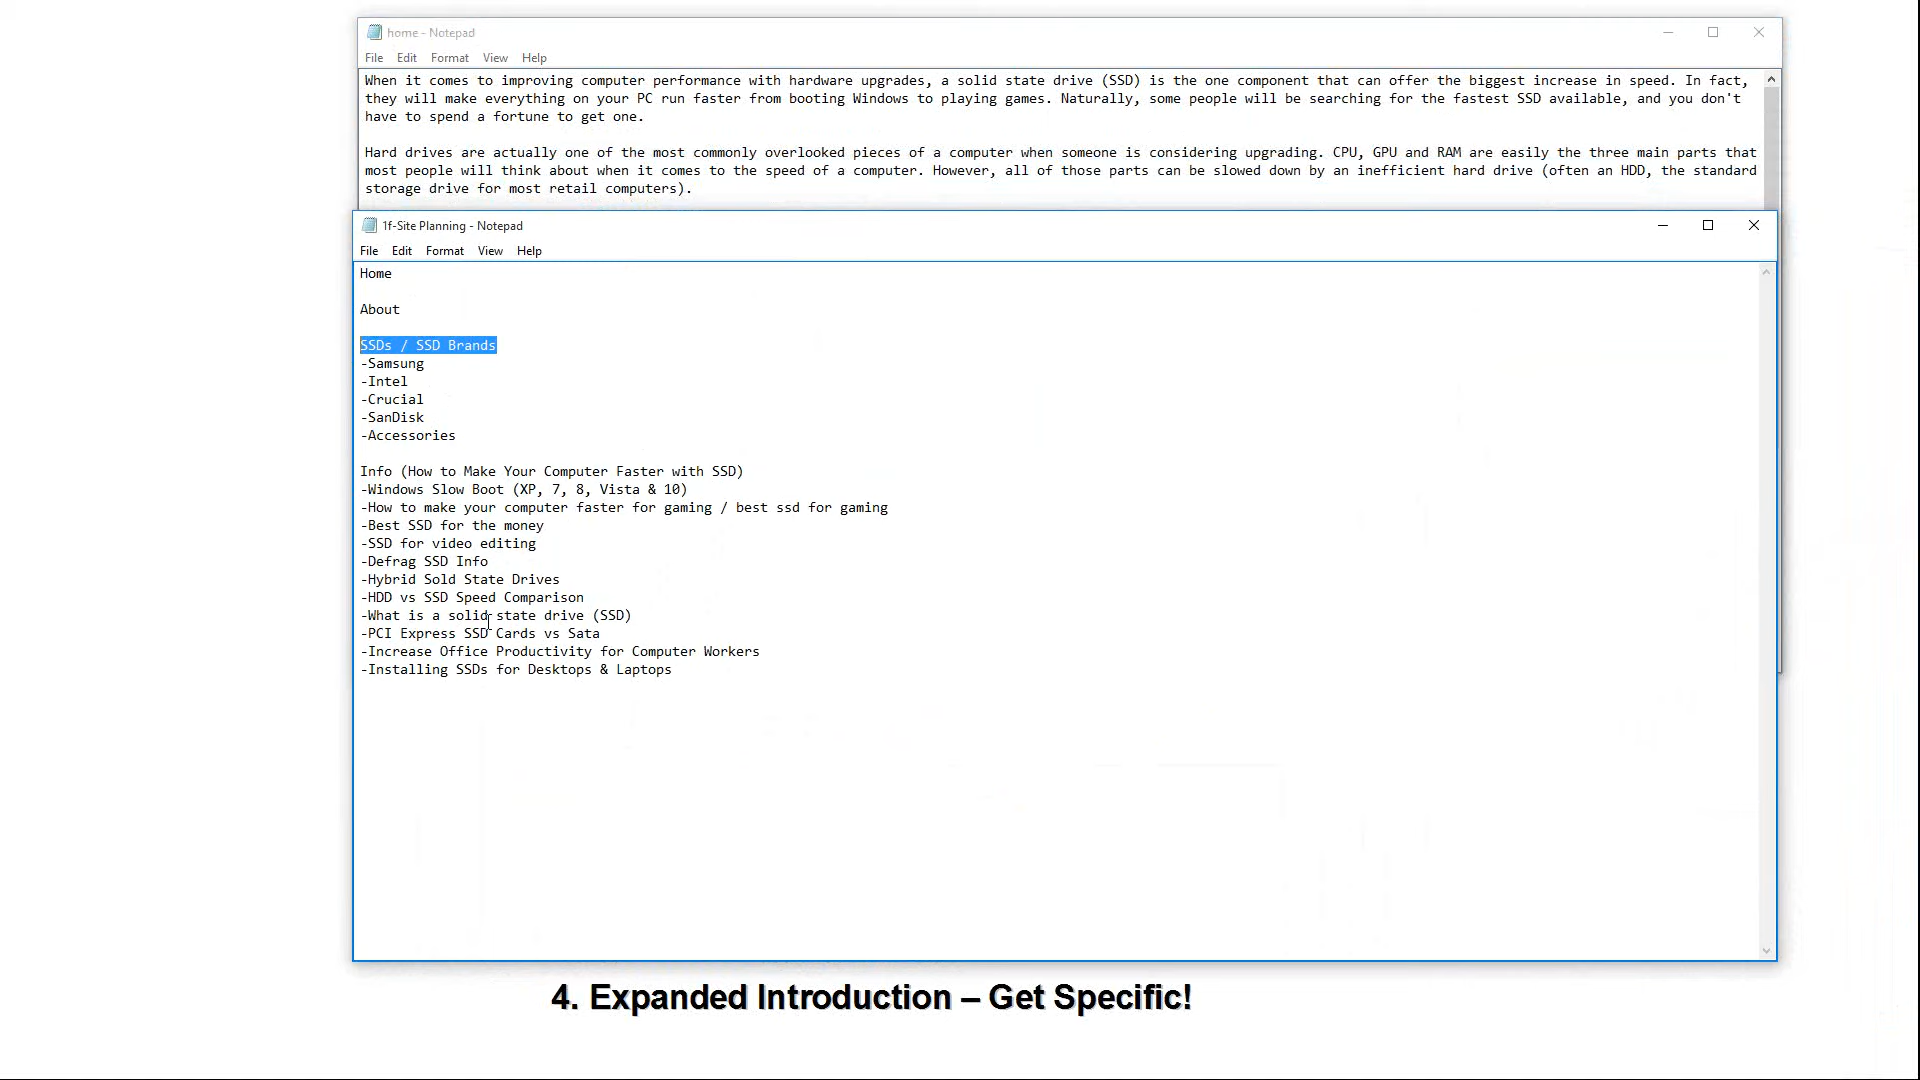 home - Notepad
File Edit Format View Help
When it comes to improving computer performance with hardware upgrades, a solid state drive (SSD) is the one component that can offer the biggest increase in speed. In fact,
they will make everything on your PC run faster from booting Windows to playing games. Naturally, some people will be searching for the fastest SSD available, and you don't
have to spend a fortune to get one.
Hard drives are actually one of the most commonly overlooked pieces of a computer when someone is considering upgrading. CPU, GPU and RAM are easily the three main parts that
most people will think about when it comes to the speed of a computer. However, all of those parts can be slowed down by an inefficient hard drive (often an HDD, the standard
storage drive for most retail computers).
1f-Site Planning - Notepad
File Edit Format View Help
Home
About
SSDs / SSD Brands
-Samsung
-Intel
-Crucial
-SanDisk
-Accessories
Info (How to Make Your Computer Faster with SSD)
-Windows Slow Boot (XP, 7, 8, Vista & 10)
-How to make your computer faster for gaming / best ssd for gaming
-Best SSD for the money
-SSD for video editing
-Defrag SSD Info
-Hybrid Sold State Drives
-HDD vs SSD Speed Comparison
-What is a solid state drive (SSD)
-PCI Express SSD Cards vs Sata
-Increase Office Productivity for Computer Workers
-Installing SSDs for Desktops & Laptops
4. Expanded Introduction – Get Specific!